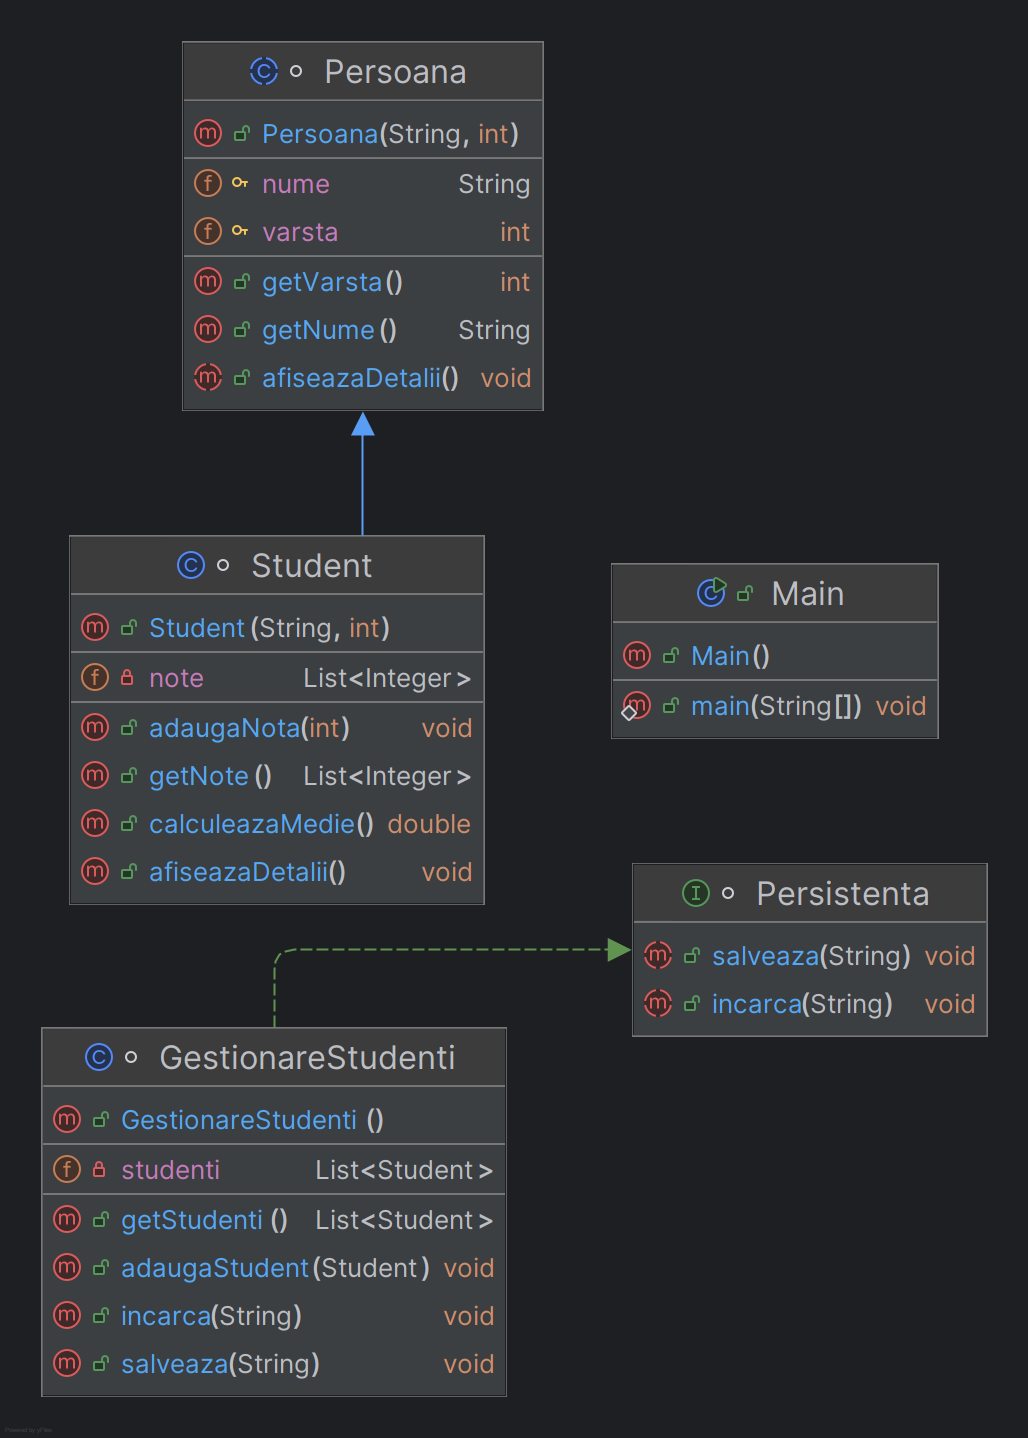 Persoana
Persoana(String, int)
nume String
varsta int
getVarsta() int
getNume() String
afiseazaDetalii() void
Student
Student(String, int)
note List<Integer>
adaugaNota(int) void
getNote() List<Integer>
calculeazaMedie() double
afiseazaDetalii() void
Main
Main()
main(String[]) void
Persistenta
salveaza(String) void
incarca(String) void
GestionareStudenti
GestionareStudenti()
studenti List<Student>
getStudenti() List<Student>
adaugaStudent(Student) void
incarca(String) void
salveaza(String) void
Powered by yFiles